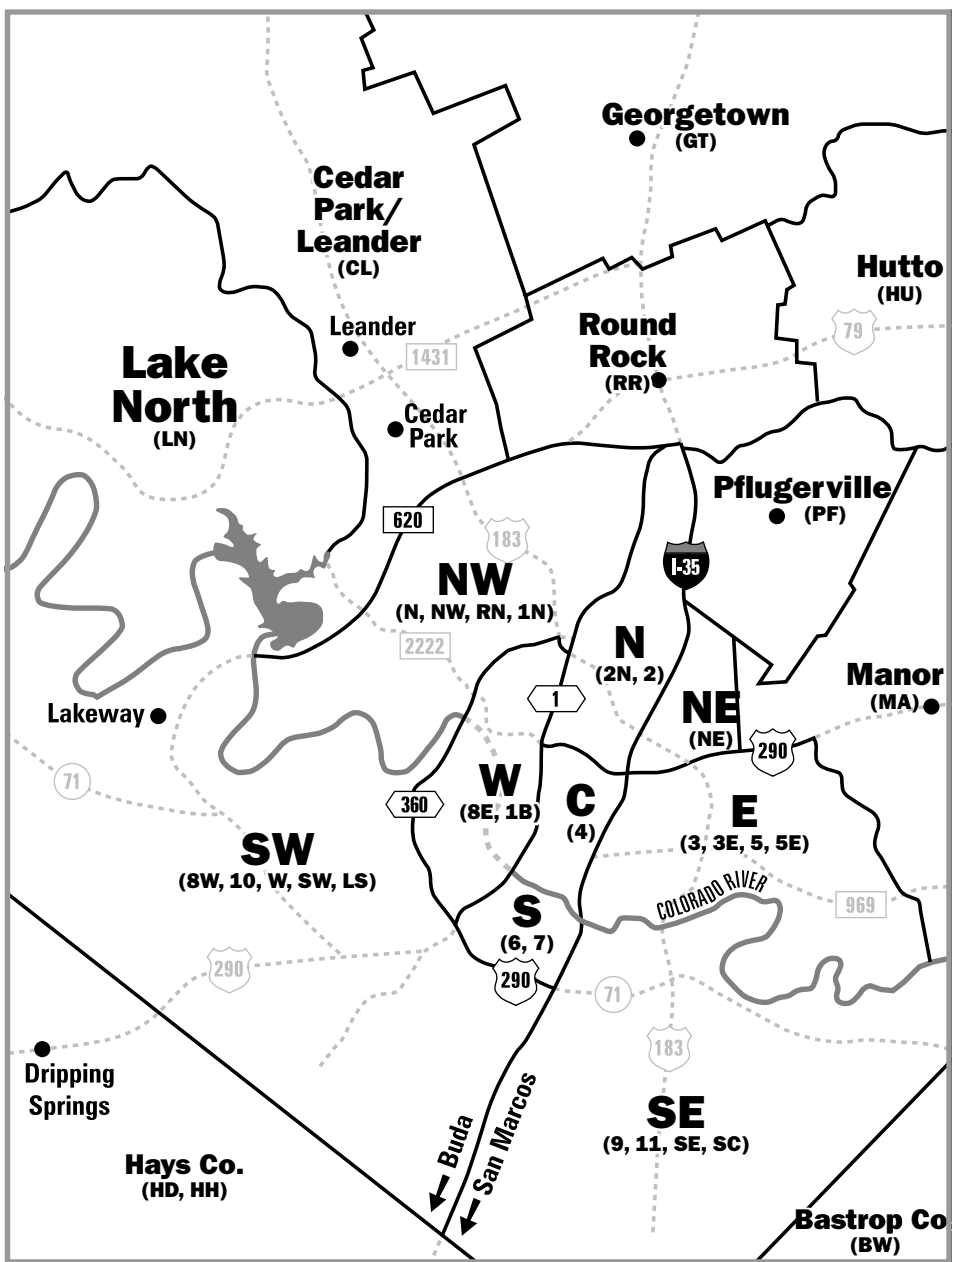 Georgetown
(GT)
Cedar
Park/
Leander
(CL)
Hutto
(HU)
Leander
1431
Round
Rock
(RR)
79
Lake
North
(LN)
Cedar
Park
620
183
Pflugerville
(PF)
I-35
NW
(N, NW, RN, 1N)
2222
N
(2N, 2)
1
Manor
(MA)
NE
(NE)
Lakeway
290
71
360
W
(8E, 1B)
C
(4)
E
(3, 3E, 5, 5E)
SW
(8W, 10, W, SW, LS)
COLORADO RIVER
969
S
(6, 7)
290
290
71
183
Dripping
Springs
Buda
San Marcos
SE
(9, 11, SE, SC)
Hays Co.
(HD, HH)
Bastrop Co
(BW)